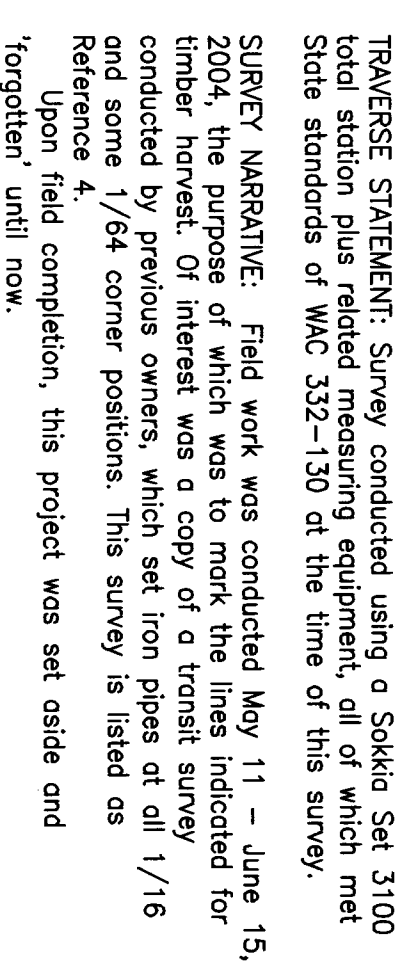 TRAVERSE STATEMENT: Survey conducted using a Sokkia Set 3100
total station plus related measuring equipment, all of which met
State standards of WAC 332-130 at the time of this survey.
SURVEY NARRATIVE: Field work was conducted May 11 - June 15,
2004, the purpose of which was to mark the lines indicated for
timber harvest. Of interest was a copy of a transit survey
conducted by previous owners, which set iron pipes at all 1/16
and some 1/64 corner positions. This survey is listed as
Reference 4.
Upon field completion, this project was set aside and
'forgotten' until now.